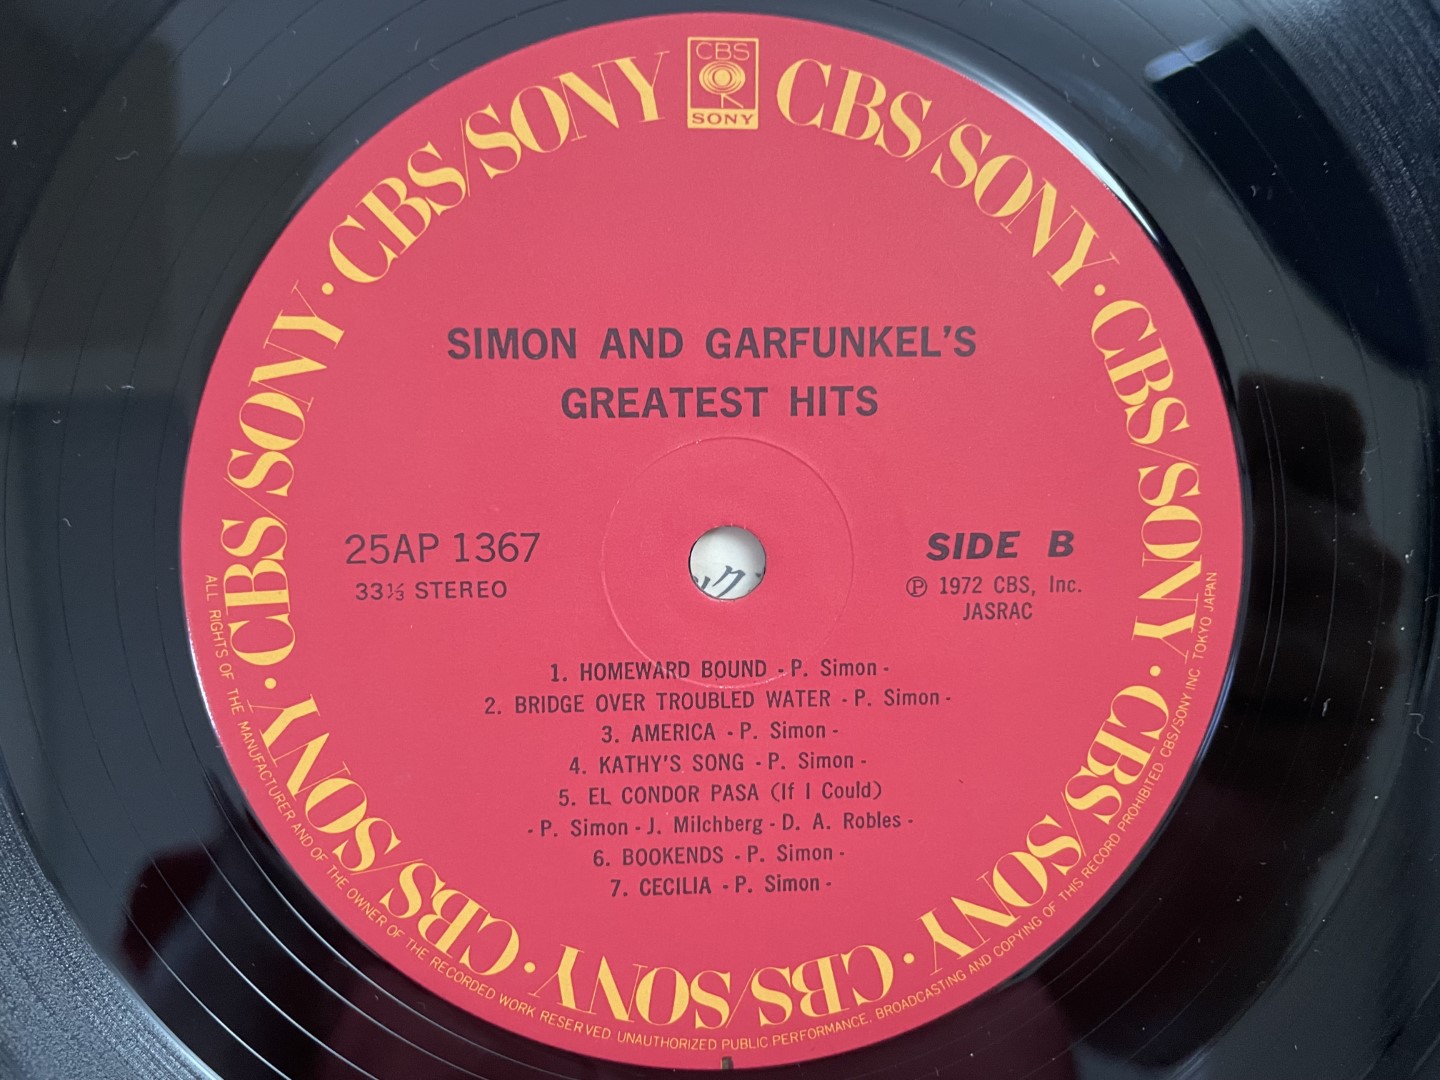 CBS
SONY
CBS/SONY · CBS/SONY · CBS/SONY · CBS/SONY · CBS/SONY · CBS/SONY · CBS/SONY · CBS/SONY
SIMON AND GARFUNKEL'S
GREATEST HITS
25AP 1367
33⅓ STEREO
SIDE B
Ⓟ 1972 CBS, Inc.
JASRAC
ック
1. HOMEWARD BOUND - P. Simon -
2. BRIDGE OVER TROUBLED WATER - P. Simon -
3. AMERICA - P. Simon -
4. KATHY'S SONG - P. Simon -
5. EL CONDOR PASA (If I Could)
- P. Simon - J. Milchberg - D. A. Robles -
6. BOOKENDS - P. Simon -
7. CECILIA - P. Simon -
ALL RIGHTS OF THE MANUFACTURER AND OF THE OWNER OF THE RECORDED WORK RESERVED UNAUTHORIZED PUBLIC PERFORMANCE, BROADCASTING AND COPYING OF THIS RECORD PROHIBITED. CBS/SONY INC. TOKYO JAPAN